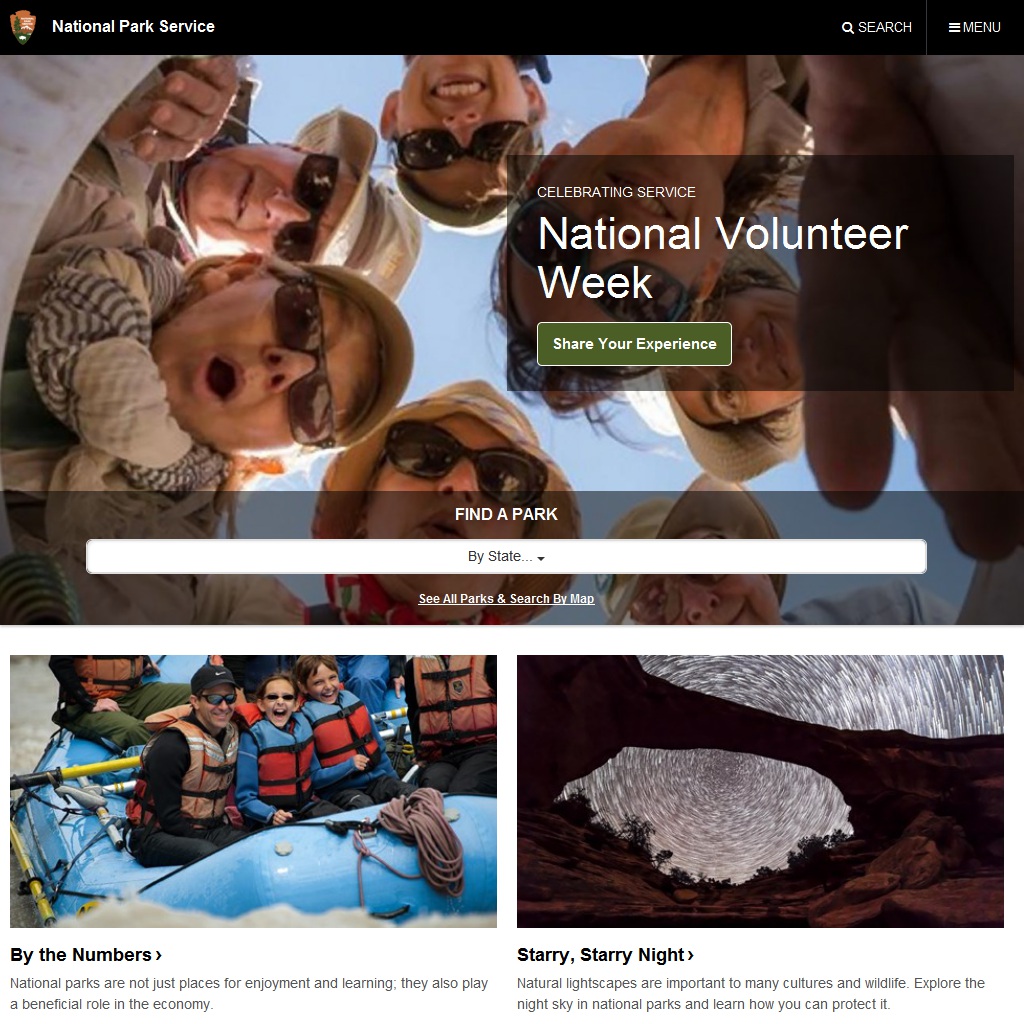 National Park Service
SEARCH
MENU
CELEBRATING SERVICE
National Volunteer
Week
Share Your Experience
FIND A PARK
By State...
See All Parks & Search By Map
By the Numbers ›
National parks are not just places for enjoyment and learning; they also play
a beneficial role in the economy.
Starry, Starry Night ›
Natural lightscapes are important to many cultures and wildlife. Explore the
night sky in national parks and learn how you can protect it.